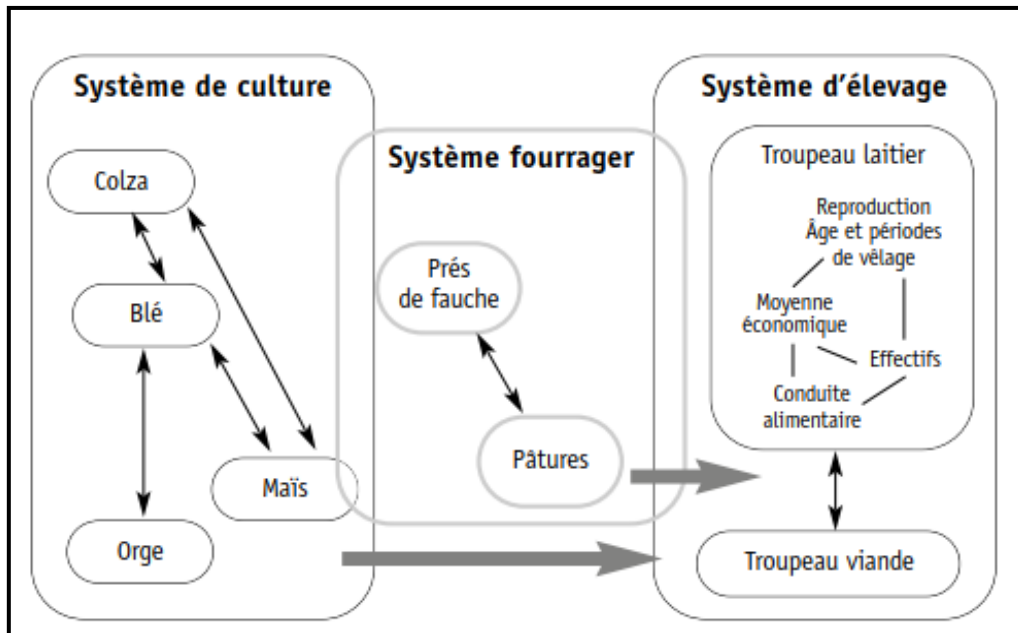 Système de culture
Colza
Blé
Maïs
Orge
Système fourrager
Prés
de fauche
Pâtures
Système d'élevage
Troupeau laitier
Reproduction
Âge et périodes
de vêlage
Moyenne
économique
Effectifs
Conduite
alimentaire
Troupeau viande